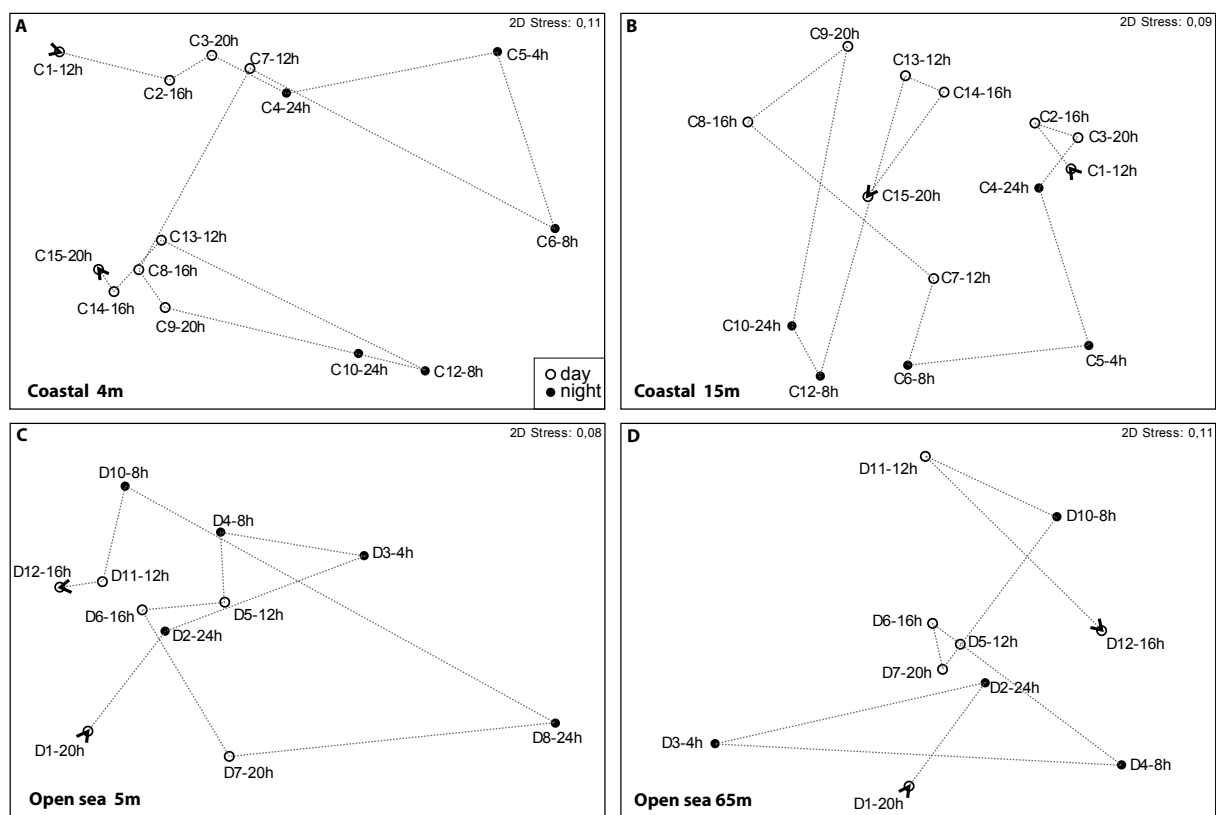 A
2D Stress: 0,11
C1-12h
C2-16h
C3-20h
C7-12h
C4-24h
C5-4h
C6-8h
C13-12h
C15-20h
C8-16h
C14-16h
C9-20h
C10-24h
C12-8h
day
night
Coastal 4m
B
2D Stress: 0,09
C9-20h
C13-12h
C14-16h
C8-16h
C2-16h
C3-20h
C1-12h
C4-24h
C15-20h
C7-12h
C10-24h
C5-4h
C6-8h
C12-8h
Coastal 15m
C
2D Stress: 0,08
D10-8h
D4-8h
D3-4h
D12-16h
D11-12h
D6-16h
D5-12h
D2-24h
D1-20h
D7-20h
D8-24h
Open sea 5m
D
2D Stress: 0,11
D11-12h
D10-8h
D6-16h
D5-12h
D12-16h
D7-20h
D2-24h
D3-4h
D4-8h
D1-20h
Open sea 65m